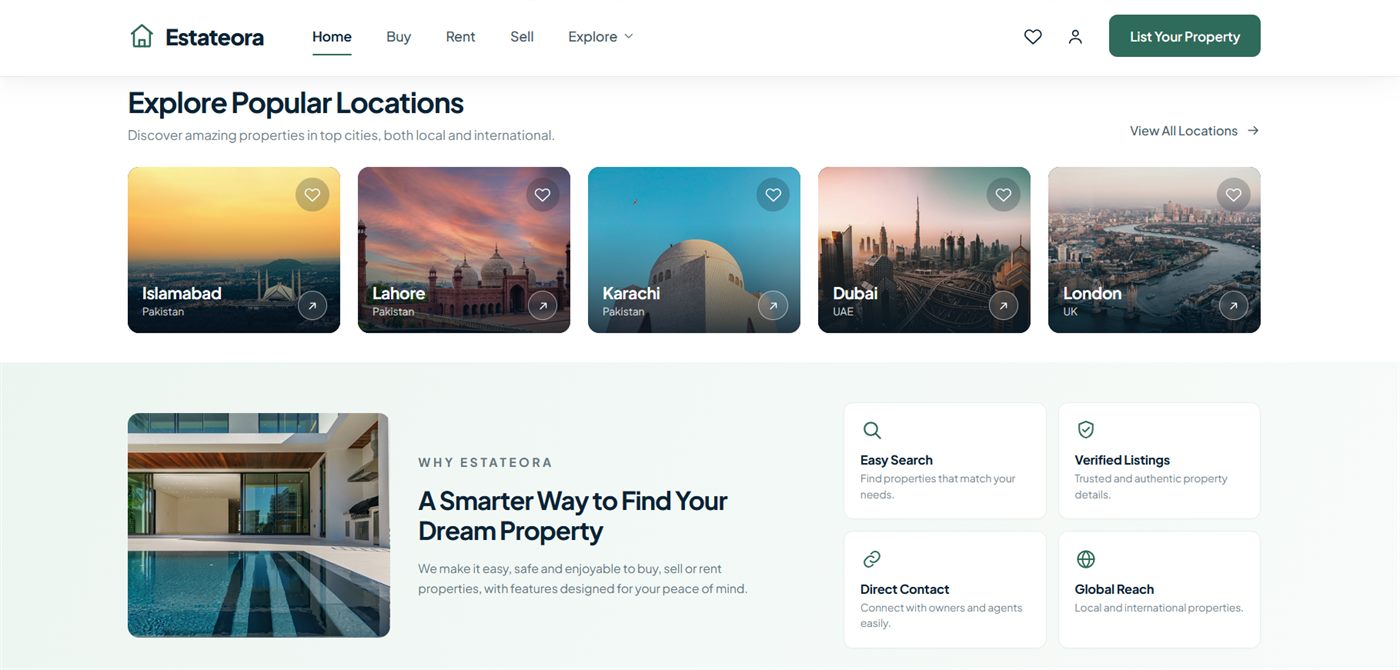 Estateora
Home
Buy
Rent
Sell
Explore
List Your Property
Explore Popular Locations
Discover amazing properties in top cities, both local and international.
View All Locations
Islamabad
Pakistan
Lahore
Pakistan
Karachi
Pakistan
Dubai
UAE
London
UK
WHY ESTATEORA
A Smarter Way to Find Your
Dream Property
We make it easy, safe and enjoyable to buy, sell or rent
properties, with features designed for your peace of mind.
Easy Search
Find properties that match your
needs.
Verified Listings
Trusted and authentic property
details.
Direct Contact
Connect with owners and agents
easily.
Global Reach
Local and international properties.